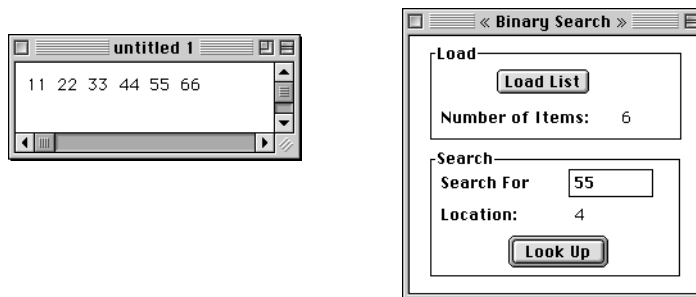 untitled 1
11 22 33 44 55 66
« Binary Search »
Load
Load List
Number of Items: 6
Search
Search For 55
Location: 4
Look Up